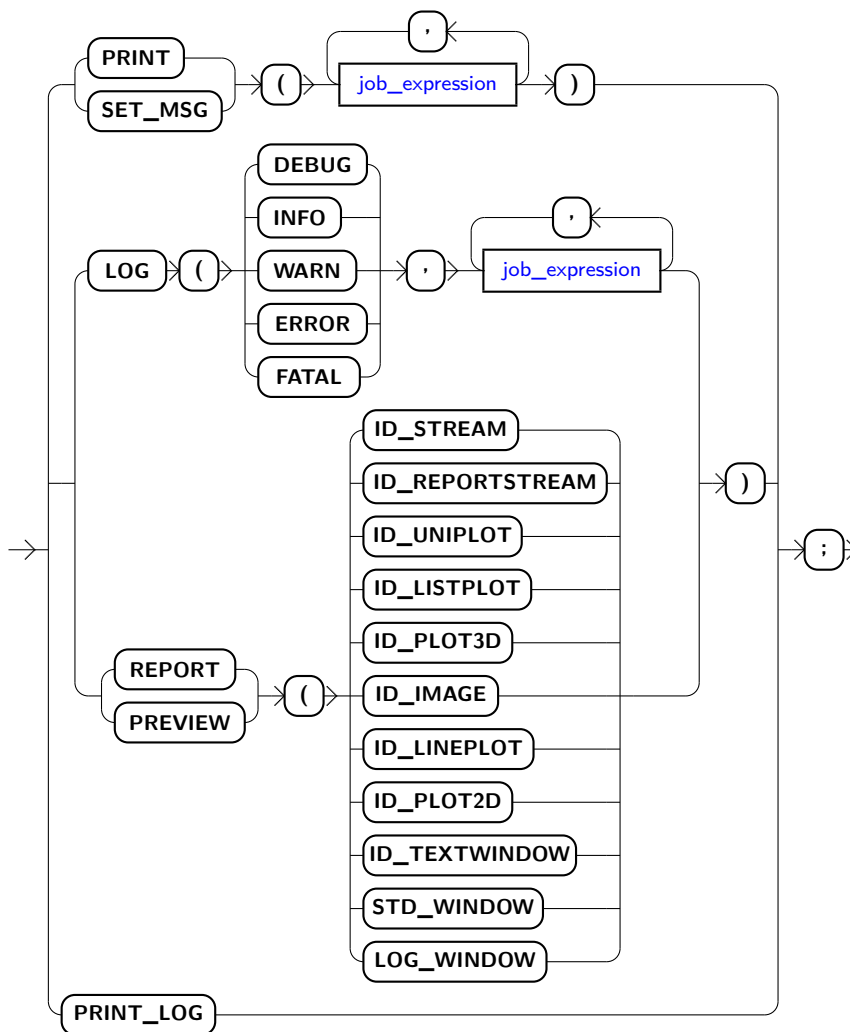 ,
PRINT
( job_expression )
SET_MSG
DEBUG
INFO
,
LOG ( WARN , job_expression
ERROR
FATAL
ID_STREAM
ID_REPORTSTREAM
)
ID_UNIPLOT
;
ID_LISTPLOT
ID_PLOT3D
REPORT
( ID_IMAGE
PREVIEW
ID_LINEPLOT
ID_PLOT2D
ID_TEXTWINDOW
STD_WINDOW
LOG_WINDOW
PRINT_LOG